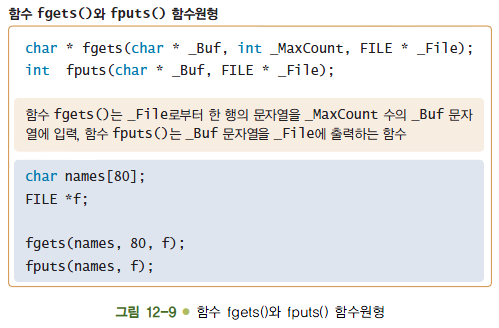 함수 fgets()와 fputs() 함수원형
char * fgets(char * _Buf, int _MaxCount, FILE * _File);
int fputs(char * _Buf, FILE * _File);
함수 fgets()는 _File로부터 한 행의 문자열을 _MaxCount 수의 _Buf 문자
열에 입력, 함수 fputs()는 _Buf 문자열을 _File에 출력하는 함수
char names[80];
FILE *f;
fgets(names, 80, f);
fputs(names, f);
그림 12-9 ● 함수 fgets()와 fputs() 함수원형